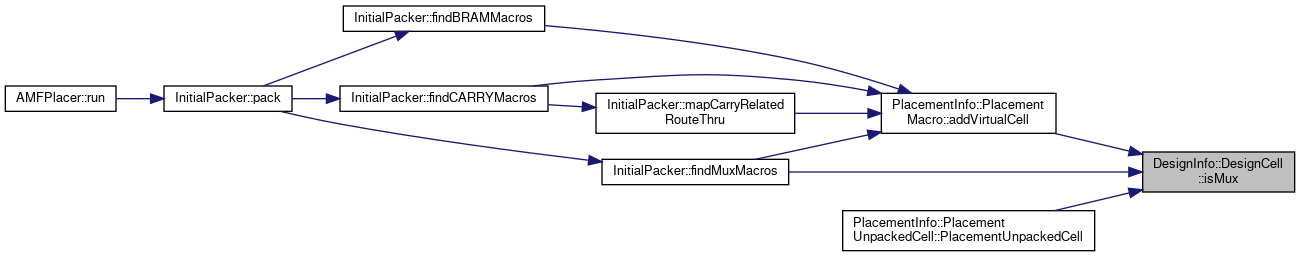 InitialPacker::findBRAMMacros
AMFPlacer::run
InitialPacker::pack
InitialPacker::findCARRYMacros
InitialPacker::mapCarryRelated
RouteThru
PlacementInfo::Placement
Macro::addVirtualCell
InitialPacker::findMuxMacros
DesignInfo::DesignCell
::isMux
PlacementInfo::Placement
UnpackedCell::PlacementUnpackedCell